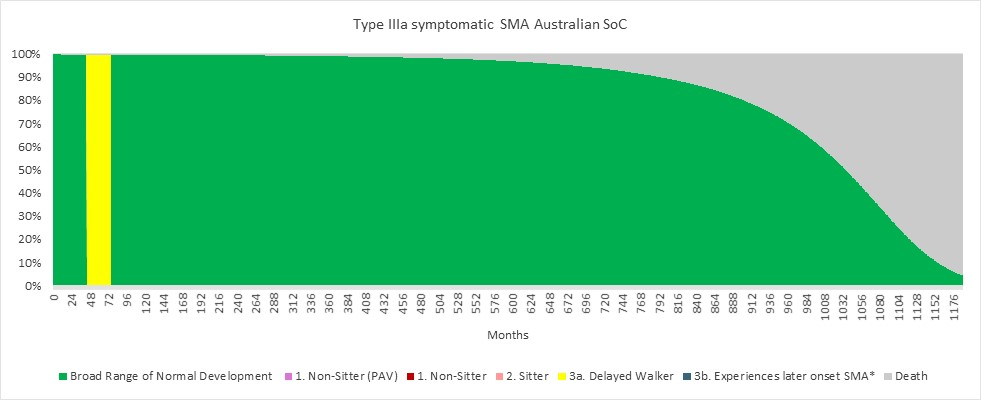 Type IIIa symptomatic SMA Australian SoC
100%
90%
80%
70%
60%
50%
40%
30%
20%
10%
0%
0 24 48 72 96 120 144 168 192 216 240 264 288 312 336 360 384 408 432 456 480 504 528 552 576 600 624 648 672 696 720 744 768 792 816 840 864 888 912 936 960 984 1008 1032 1056 1080 1104 1128 1152 1176
Months
Broad Range of Normal Development 1. Non-Sitter (PAV) 1. Non-Sitter 2. Sitter 3a. Delayed Walker 3b. Experiences later onset SMA* Death